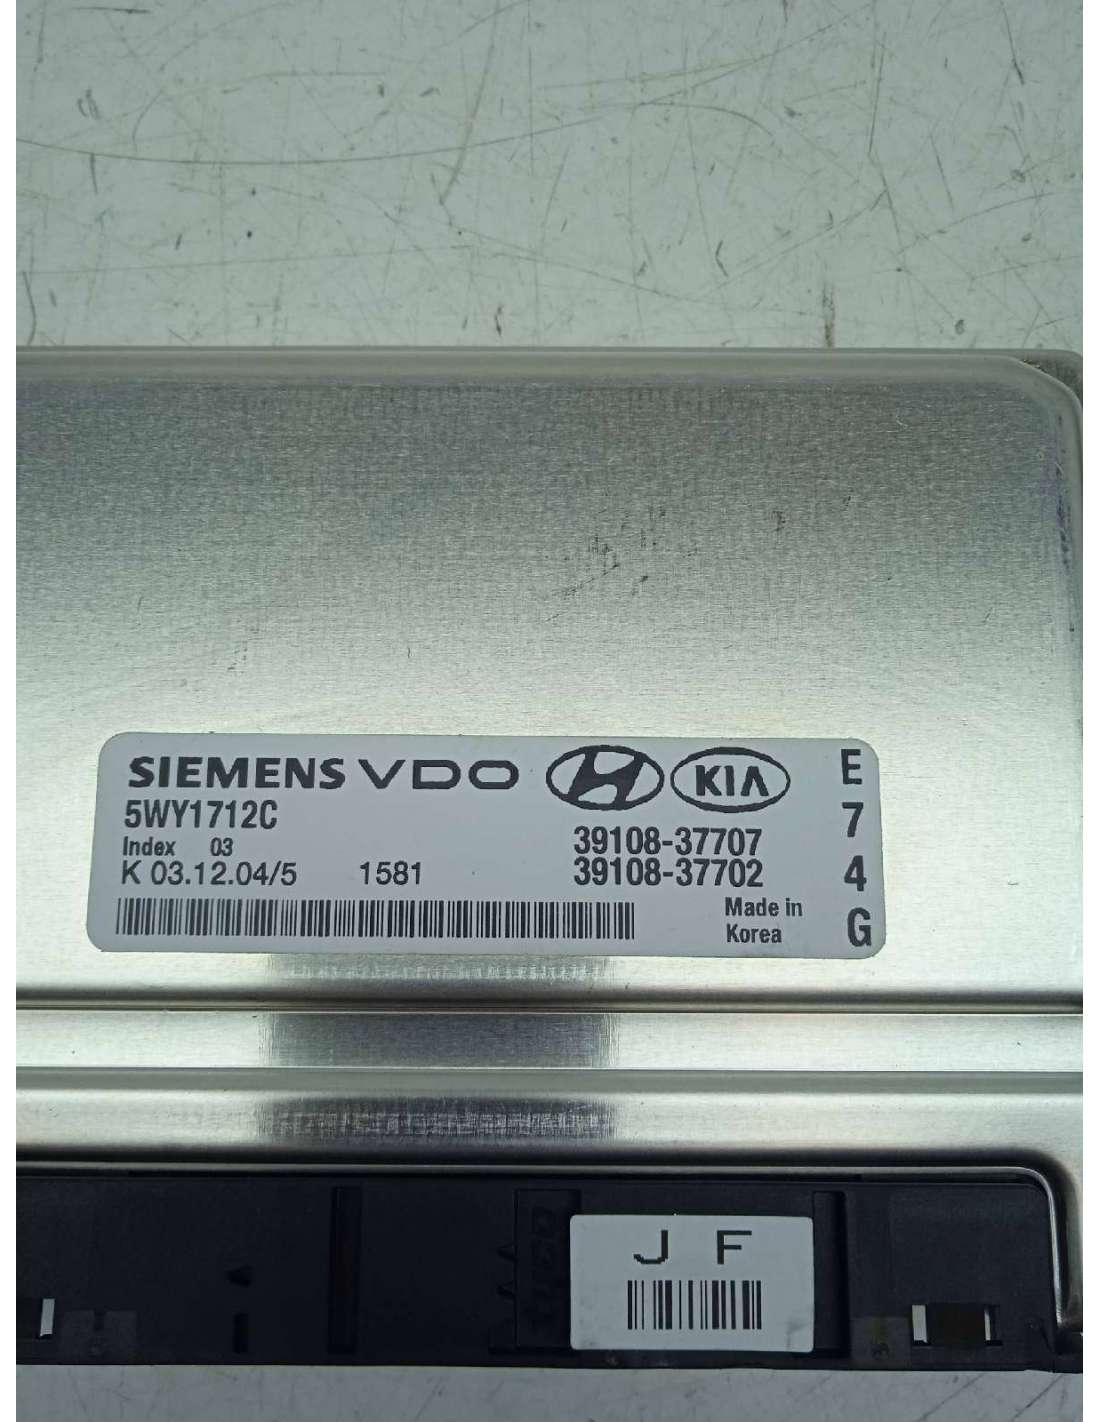 SIEMENS VDO H KIA
5WY1712C
Index 03
K 03.12.04/5 1581
39108-37707
39108-37702
Made in
Korea
E
7
4
G
J F
tyco